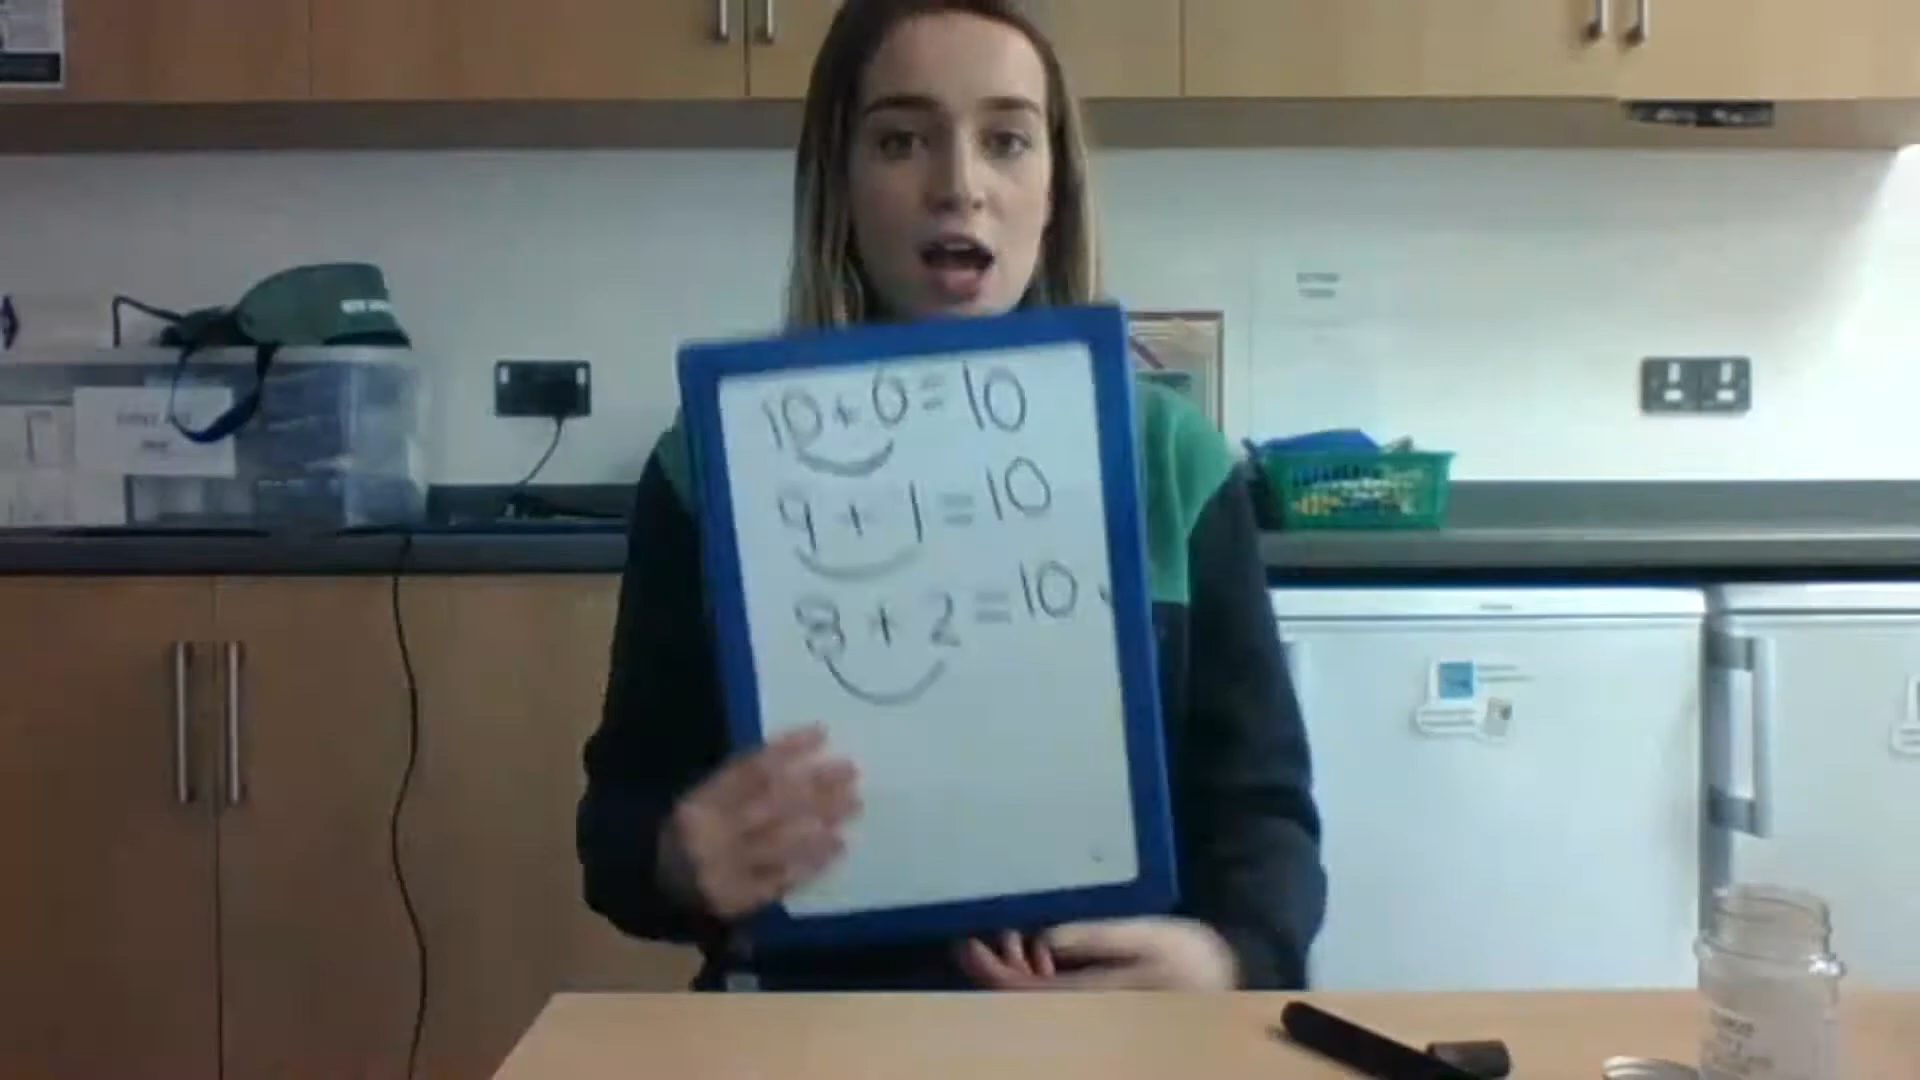 10 + 0 = 10
9 + 1 = 10
8 + 2 = 10